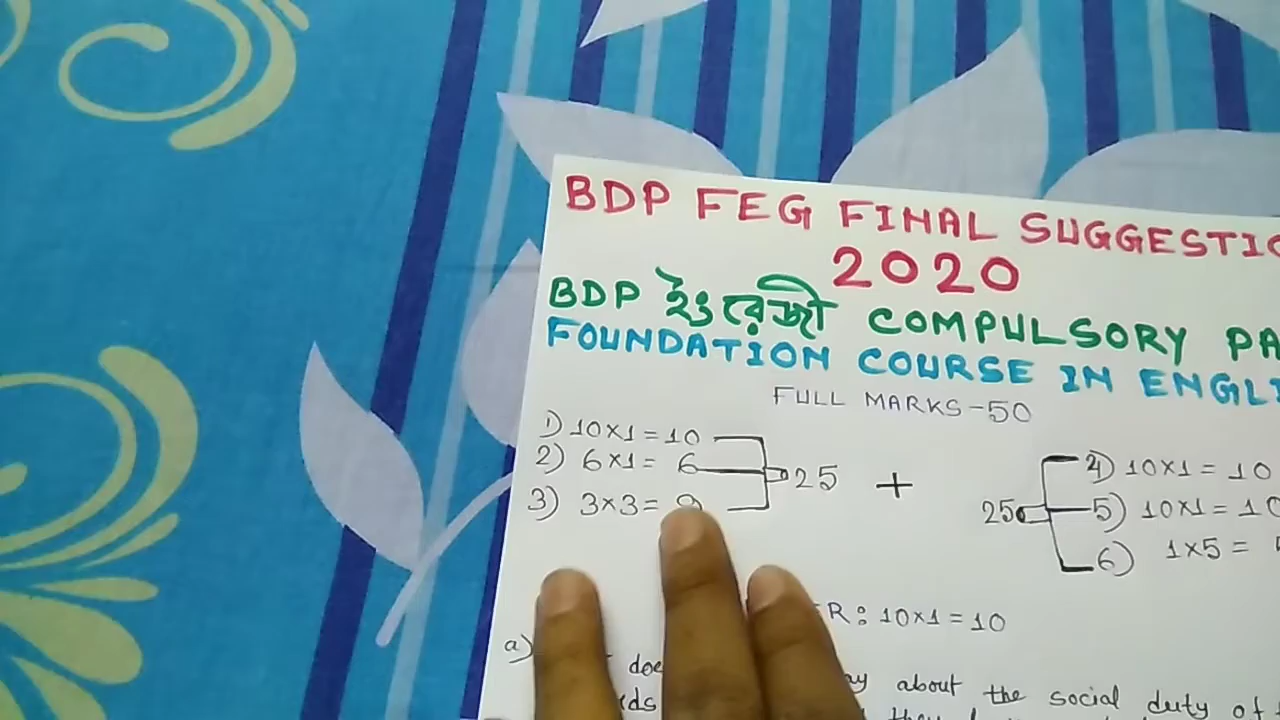 BDP FEG FINAL SUGGESTIO
2020
BDP ইংরেজী COMPULSORY PA
FOUNDATION COURSE IN ENGLI
FULL MARKS-50
1) 10×1=10
2) 6×1= 6
3) 3×3= 9
25 + 25
4) 10×1= 10
5) 10×1= 10
6) 1×5=
R: 10×1=10
a)
about the social duty of